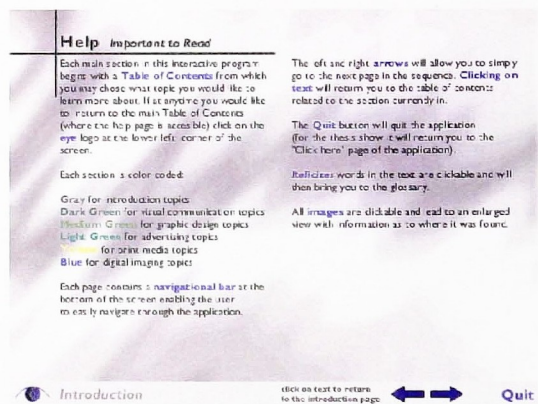 Help Important to Read
Each main section in this interactive program
begins with a Table of Contents from which
you may chose what topic you would like to
learn more about. If at anytime you would like
to return to the main Table of Contents
(where the help page is accessible) click on the
eye logo at the lower left corner of the
screen.
Each section is color coded:
Gray for introduction topics
Dark Green for visual communication topics
Medium Green for graphic design topics
Light Green for advertising topics
Yellow for print media topics
Blue for digital imaging topics
Each page contains a navigational bar at the
bottom of the screen enabling the user
to easily navigate through the application.
The left and right arrows will allow you to simply
go to the next page in the sequence. Clicking on
text will return you to the table of contents
related to the section currently in.
The Quit button will quit the application
(for the thesis show it will return you to the
"Click here" page of the application).
Italicizes words in the text are clickable and will
then bring you to the glossary.
All images are clickable and lead to an enlarged
view with information as to where it was found.
Introduction
click on text to return
to the introduction page
Quit